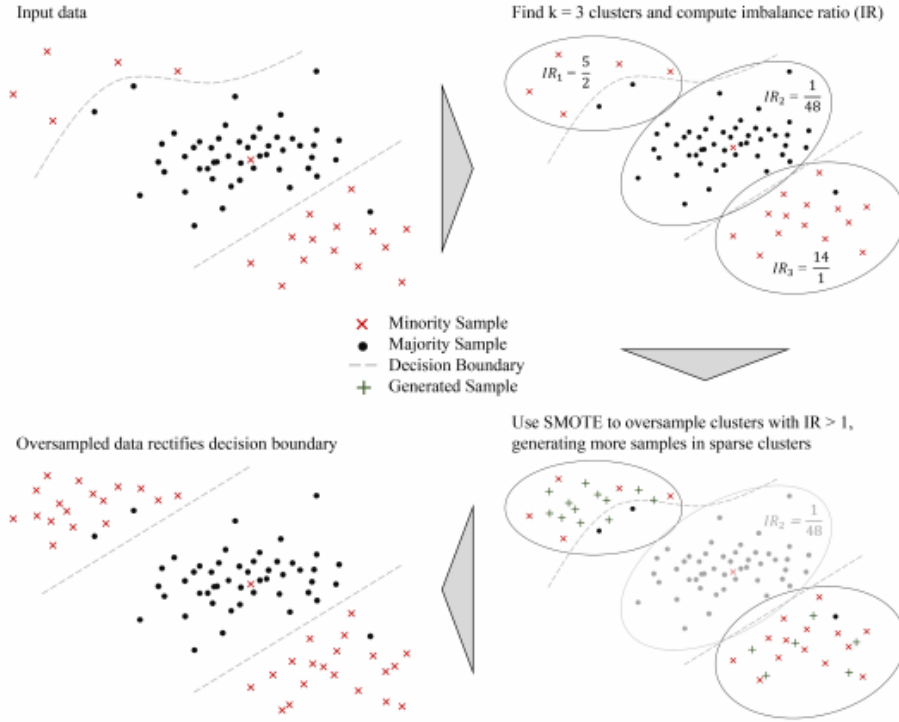 Input data
Find k = 3 clusters and compute imbalance ratio (IR)
IR₁ = 5/2
IR₂ = 1/48
IR₃ = 14/1
Minority Sample
Majority Sample
Decision Boundary
Generated Sample
Oversampled data rectifies decision boundary
Use SMOTE to oversample clusters with IR > 1,
generating more samples in sparse clusters
IR₂ = 1/48